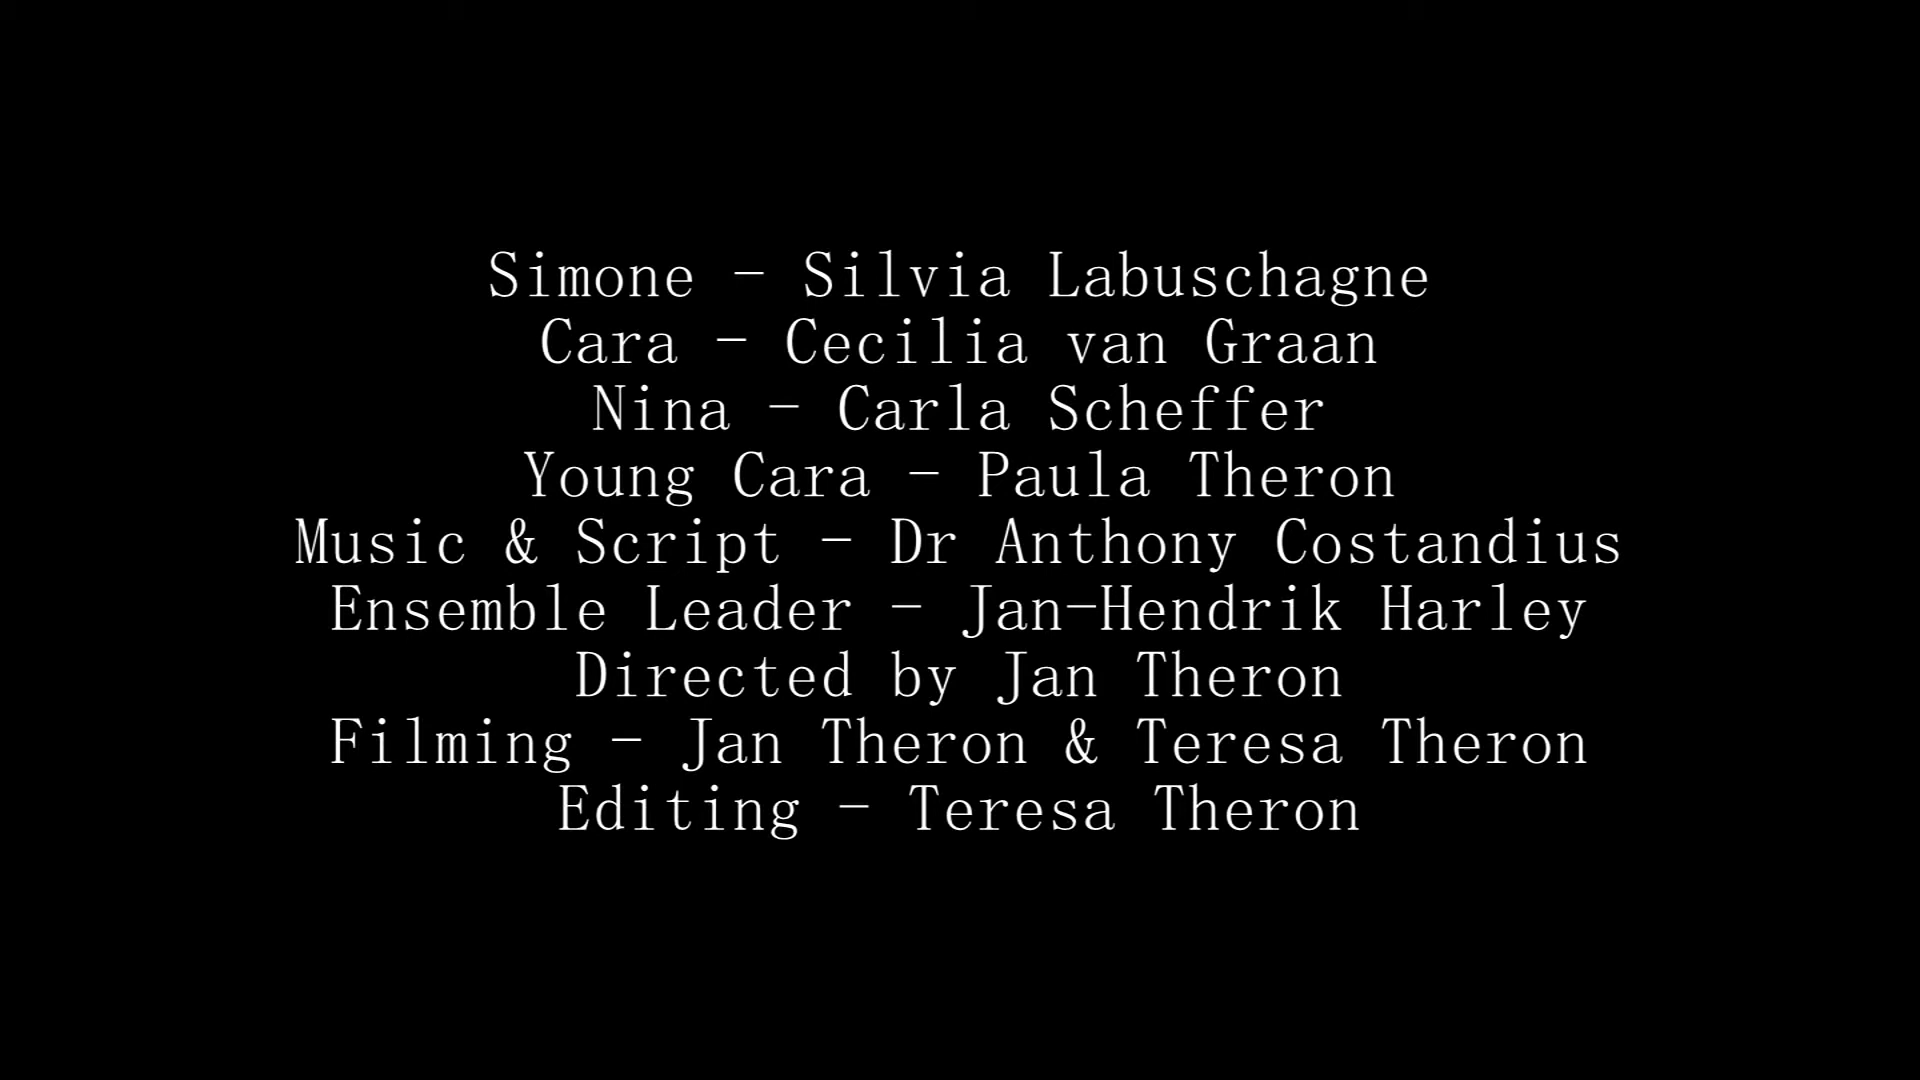 Simone - Silvia Labuschagne
Cara - Cecilia van Graan
Nina - Carla Scheffer
Young Cara - Paula Theron
Music & Script - Dr Anthony Costandius
Ensemble Leader - Jan-Hendrik Harley
Directed by Jan Theron
Filming - Jan Theron & Teresa Theron
Editing - Teresa Theron